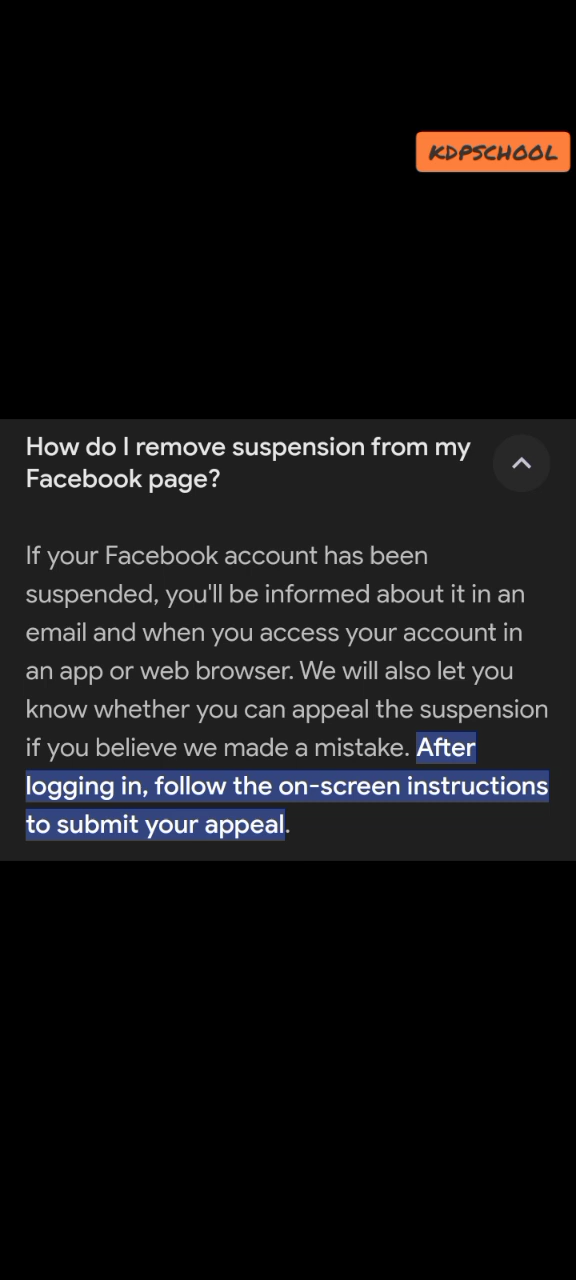 KDPSCHOOL
How do I remove suspension from my
Facebook page?
If your Facebook account has been
suspended, you'll be informed about it in an
email and when you access your account in
an app or web browser. We will also let you
know whether you can appeal the suspension
if you believe we made a mistake. After
logging in, follow the on-screen instructions
to submit your appeal.